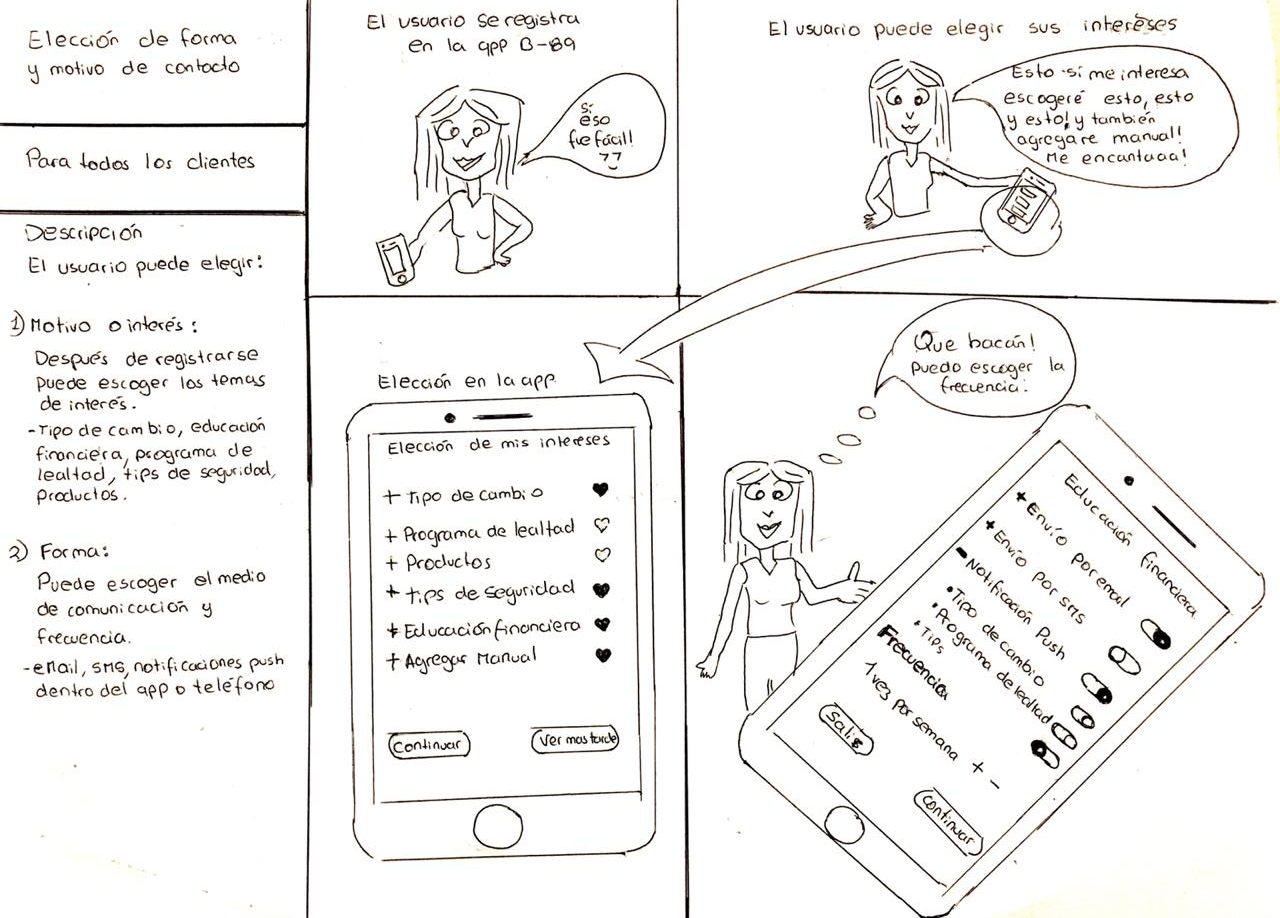 Elección de forma
y motivo de contacto
Para todos los clientes
Descripción
El usuario puede elegir:
1) Motivo o interés:
Después de registrarse
puede escoger los temas
de interés.
-Tipo de cambio, educación
financiera, programa de
lealtad, tips de seguridad,
productos.
2) Forma:
Puede escoger el medio
de comunicación y
frecuencia.
-email, SMS, notificaciones push
dentro del app o teléfono
El usuario se registra
en la app B-89
Sí
eso
fue fácil!
El usuario puede elegir sus interéses
Esto sí me interesa
escogeré esto, esto
y esto! y también
agregare manual!
Me encantaaa!
Elección en la app
Elección de mis intereses
+ Tipo de cambio
+ Programa de lealtad
+ Productos
+ tips de seguridad
+ Educación financiera
+ Agregar Manual
Continuar
Ver mas tarde
Que bacán!
puedo escoger la
frecuencia!
Educación financiera
+ Envío por email
+ Envío por SMS
- Notificación Push
• Tipo de cambio
• Programa de lealtad
• Tips
Frecuencia
1 vez por semana + -
Salir
Continuar